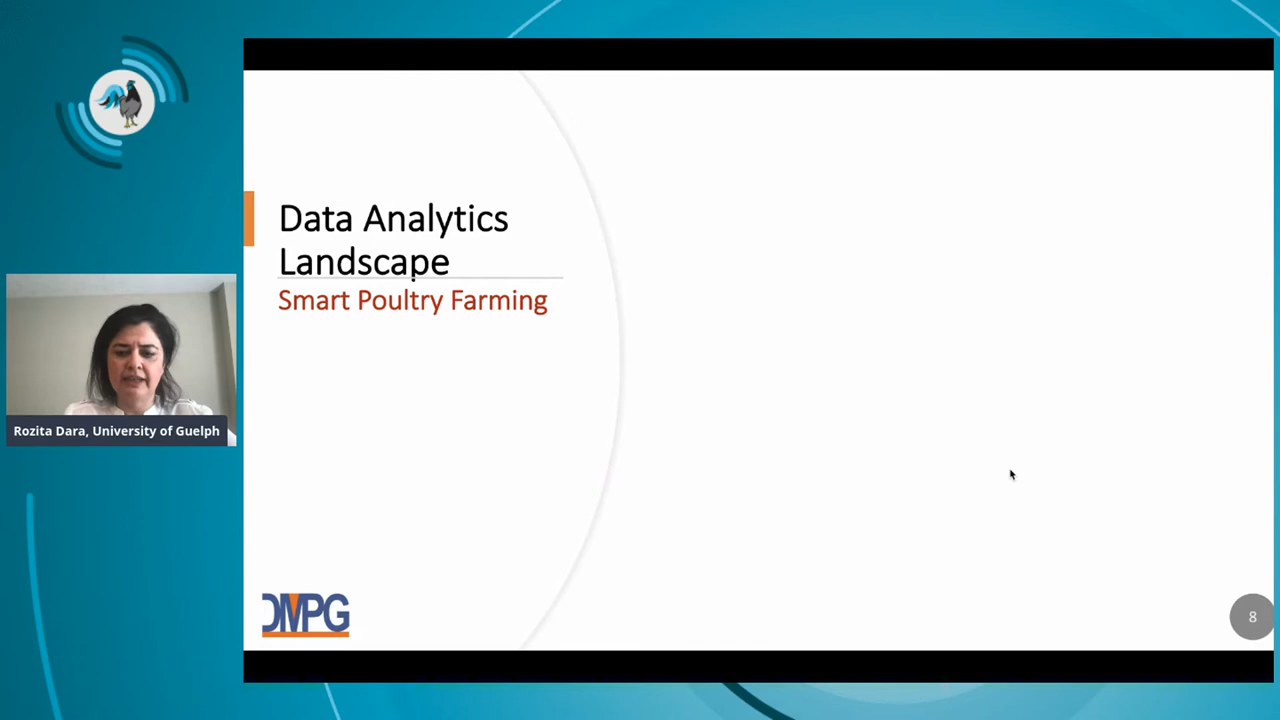 Data Analytics
Landscape
Smart Poultry Farming
Rozita Dara, University of Guelph
DMPG
8